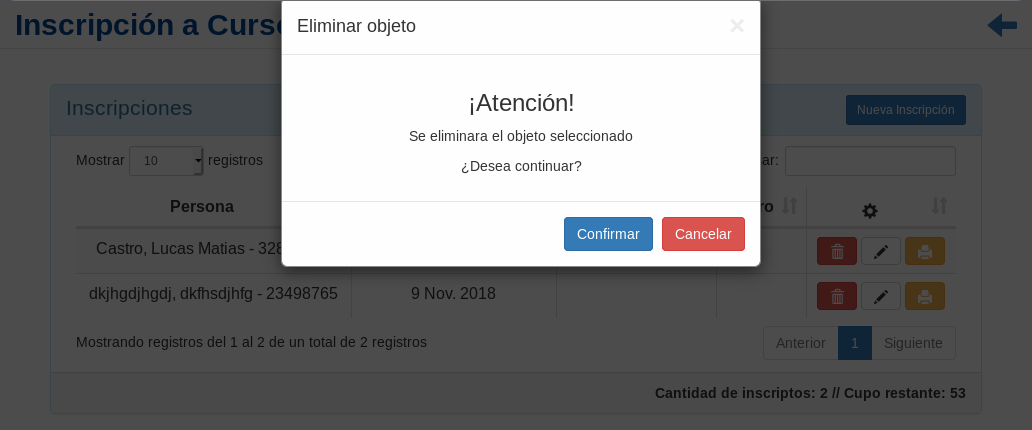 Inscripción a Curs
Eliminar objeto
×
¡Atención!
Se eliminara el objeto seleccionado
¿Desea continuar?
Confirmar Cancelar
Inscripciones
Nueva Inscripción
Mostrar 10 registros
ar:
Persona
ro
Castro, Lucas Matias - 328
dkjhgdjhgdj, dkfhsdjhfg - 23498765 9 Nov. 2018
Mostrando registros del 1 al 2 de un total de 2 registros
Anterior 1 Siguiente
Cantidad de inscriptos: 2 // Cupo restante: 53